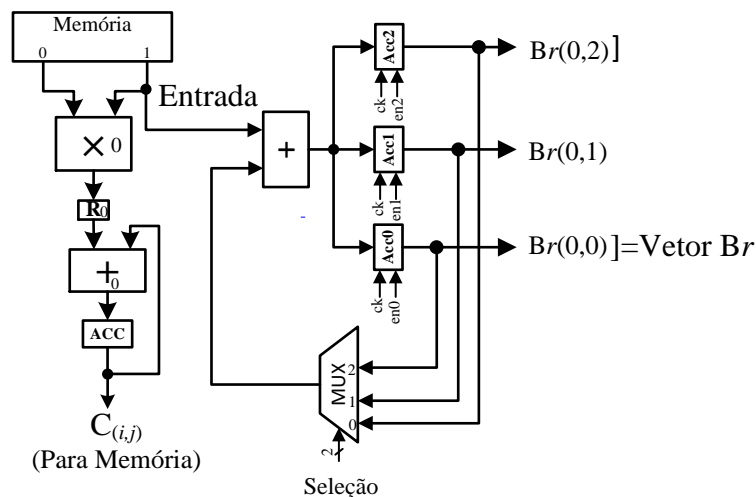 Memória
0 1
Entrada
× 0
R0
+0
ACC
C(i,j)
(Para Memória)
+
-
Acc2
ck
en2
Br(0,2)]
Acc1
ck
en1
Br(0,1)
Acc0
ck
en0
Br(0,0)]=Vetor Br
MUX
2
1
0
2
Seleção